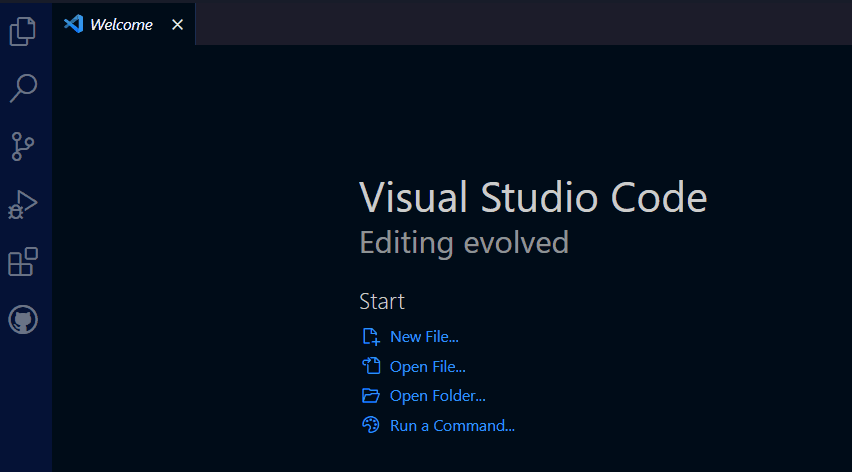 Welcome
Visual Studio Code
Editing evolved
Start
New File...
Open File...
Open Folder...
Run a Command...